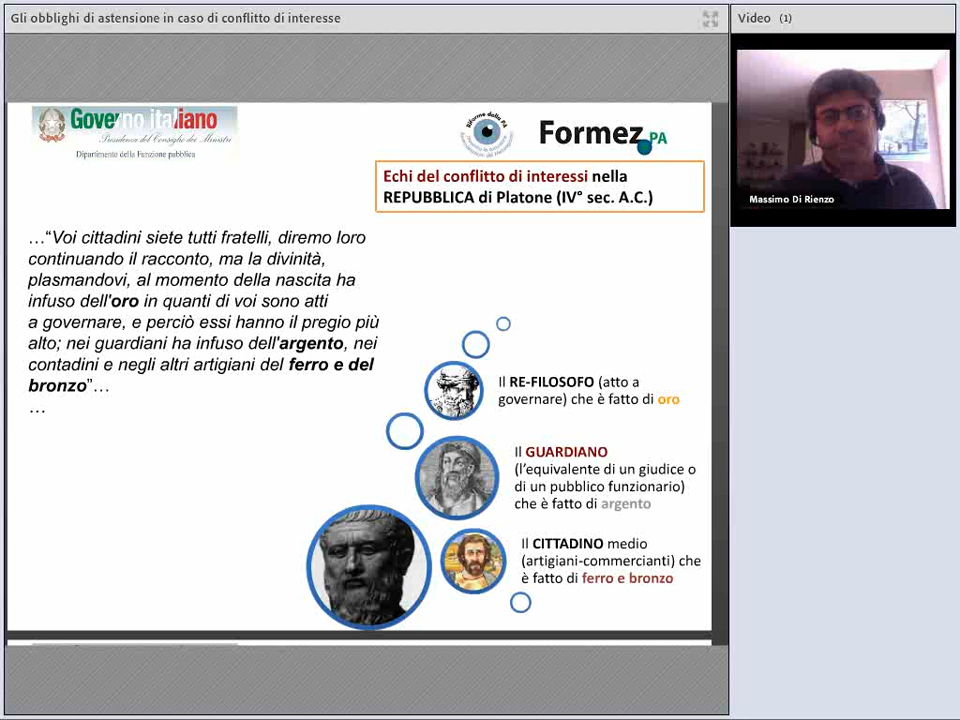 Gli obblighi di astensione in caso di conflitto di interesse
Video (1)
Governo italiano
Presidenza del Consiglio dei Ministri
Dipartimento della Funzione pubblica
Riforme della PA
Formez PA
Echi del conflitto di interessi nella
REPUBBLICA di Platone (IV° sec. A.C.)
Massimo Di Rienzo
…“Voi cittadini siete tutti fratelli, diremo loro
continuando il racconto, ma la divinità,
plasmandovi, al momento della nascita ha
infuso dell'oro in quanti di voi sono atti
a governare, e perciò essi hanno il pregio più
alto; nei guardiani ha infuso dell'argento, nei
contadini e negli altri artigiani del ferro e del
bronzo”…
…
Il RE-FILOSOFO (atto a
governare) che è fatto di oro
Il GUARDIANO
(l’equivalente di un giudice o
di un pubblico funzionario)
che è fatto di argento
Il CITTADINO medio
(artigiani-commercianti) che
è fatto di ferro e bronzo